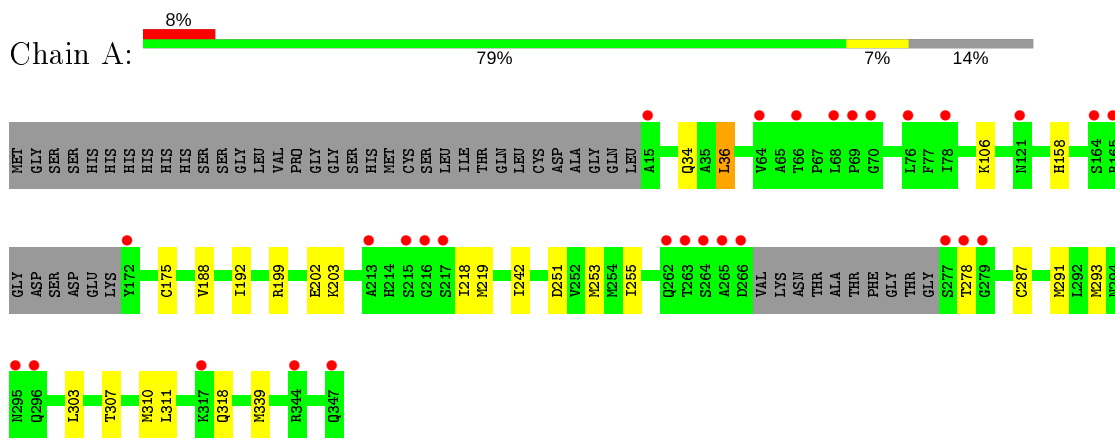 8%
Chain A:
79% 7% 14%
MET GLY SER SER HIS HIS HIS HIS HIS HIS SER SER GLY LEU VAL PRO GLY GLY SER HIS MET CYS SER LEU ILE THR GLN LEU CYS ASP ALA GLY GLN LEU A15 Q34 A35 L36 V64 A65 T66 P67 L68 P69 G70 L76 F77 I78 K106 N121 H158 S164 R165
GLY ASP SER ASP GLU LYS Y172 C175 V188 I192 R199 E202 K203 A213 H214 S215 G216 S217 I218 M219 I242 D251 V252 M253 M254 I255 Q262 T263 S264 A265 D266 VAL LYS ASN THR ALA THR PHE GLY THR GLY S277 T278 G279 C287 M291 L292 M293 N294
N295 Q296 L303 T307 M310 L311 K317 Q318 M339 R344 Q347